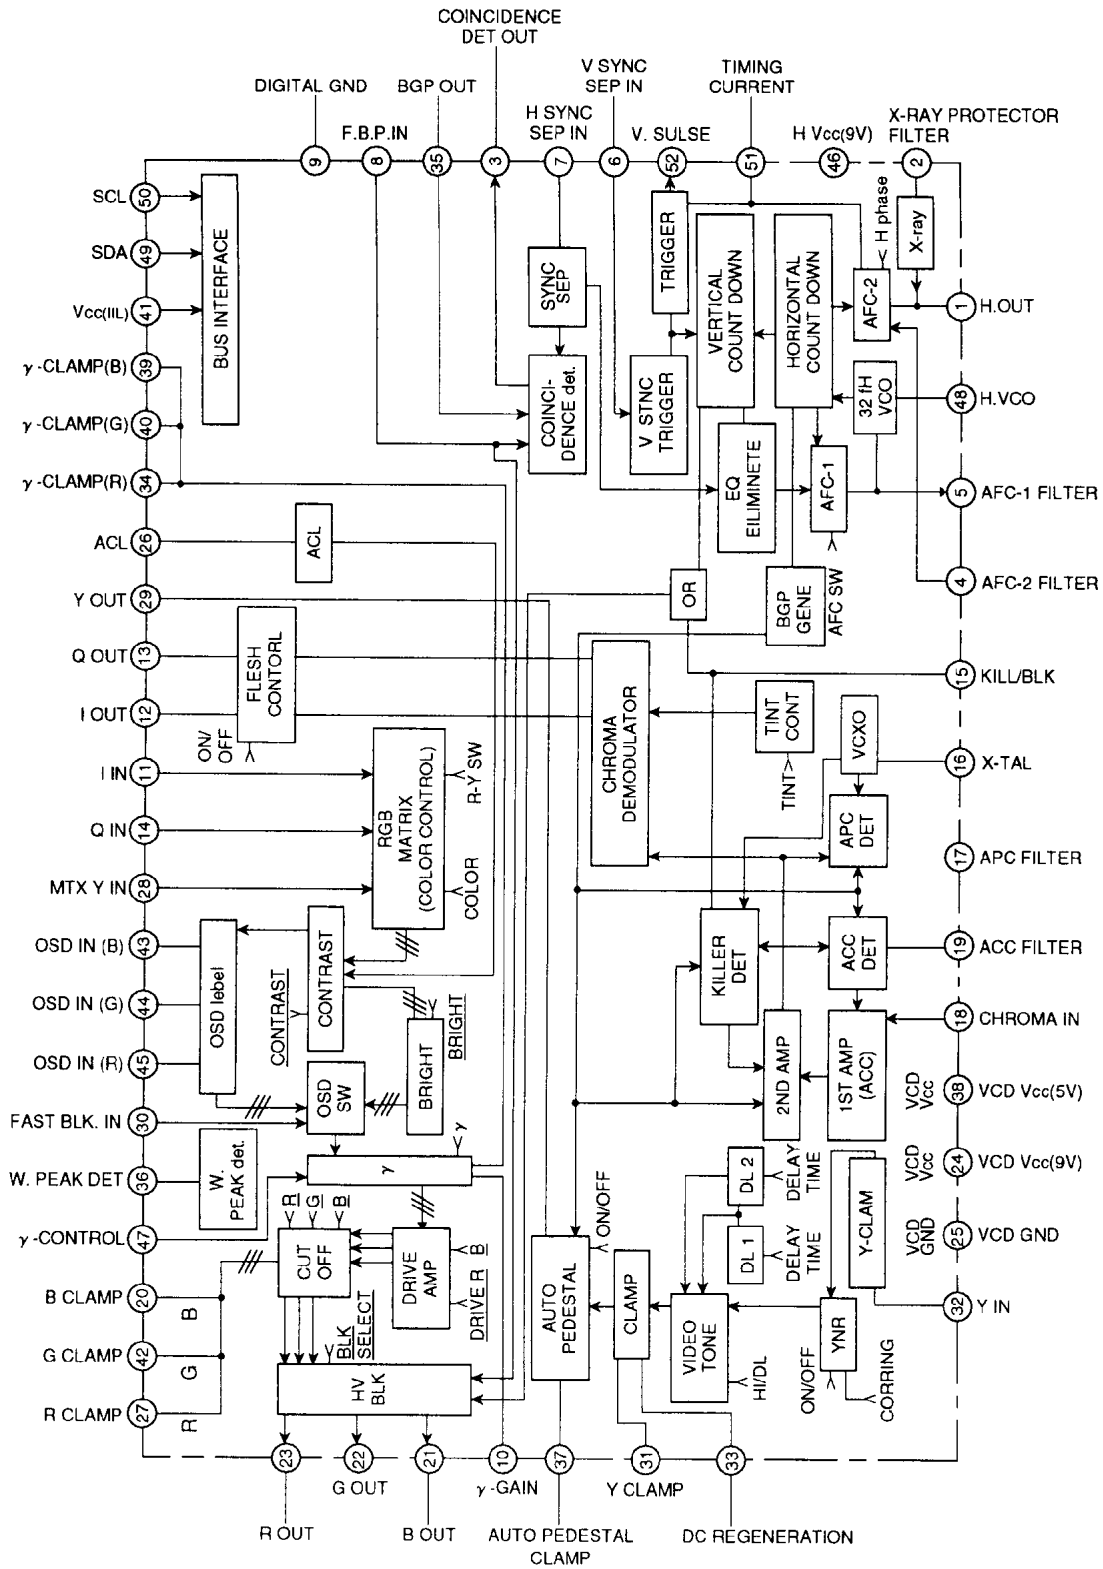 COINCIDENCE
DET OUT
DIGITAL GND
BGP OUT
V SYNC
SEP IN
TIMING
CURRENT
F.B.P.IN
H SYNC
SEP IN
V. SULSE
H Vcc(9V)
X-RAY PROTECTOR
FILTER
9
8
35
3
7
6
52
51
46
2
SCL
50
SDA
49
Vcc(IIL)
41
γ-CLAMP(B)
39
γ-CLAMP(G)
40
γ-CLAMP(R)
34
ACL
26
Y OUT
29
Q OUT
13
I OUT
12
I IN
11
Q IN
14
MTX Y IN
28
OSD IN (B)
43
OSD IN (G)
44
OSD IN (R)
45
FAST BLK. IN
30
W. PEAK DET
36
γ-CONTROL
47
B CLAMP
20
G CLAMP
42
R CLAMP
27
B
G
R
BUS INTERFACE
SYNC
SEP
COINCI-
DENCE det.
TRIGGER
V STNC
TRIGGER
VERTICAL
COUNT DOWN
HORIZONTAL
COUNT DOWN
AFC-2
H phase
X-ray
32 fH
VCO
EQ
EILIMINETE
AFC-1
AFC SW
BGP
GENE
OR
ACL
FLESH
CONTORL
ON/
OFF
CHROMA
DEMODULATOR
TINT
CONT
TINT
VCXO
APC
DET
KILLER
DET
ACC
DET
2ND AMP
1ST AMP
(ACC)
RGB
MATRIX
(COLOR CONTROL)
R-Y SW
COLOR
OSD lebel
CONTRAST
CONTRAST
BRIGHT
BRIGHT
OSD
SW
W.
PEAK det.
γ
γ
R
G
B
CUT
OFF
DRIVE
AMP
DRIVE R
B
BLK
SELECT
HV
BLK
AUTO
PEDESTAL
ON/OFF
CLAMP
VIDEO
TONE
HI/DL
DL 2
DELAY
TIME
DL 1
DELAY
TIME
Y-CLAM
YNR
ON/OFF
CORRING
VCD
Vcc
VCD
Vcc
VCD
GND
1
H.OUT
48
H.VCO
5
AFC-1 FILTER
4
AFC-2 FILTER
15
KILL/BLK
16
X-TAL
17
APC FILTER
19
ACC FILTER
18
CHROMA IN
38
VCD Vcc(5V)
24
VCD Vcc(9V)
25
VCD GND
32
Y IN
23
22
21
10
37
31
33
G OUT
γ-GAIN
Y CLAMP
R OUT
B OUT
AUTO PEDESTAL
CLAMP
DC REGENERATION